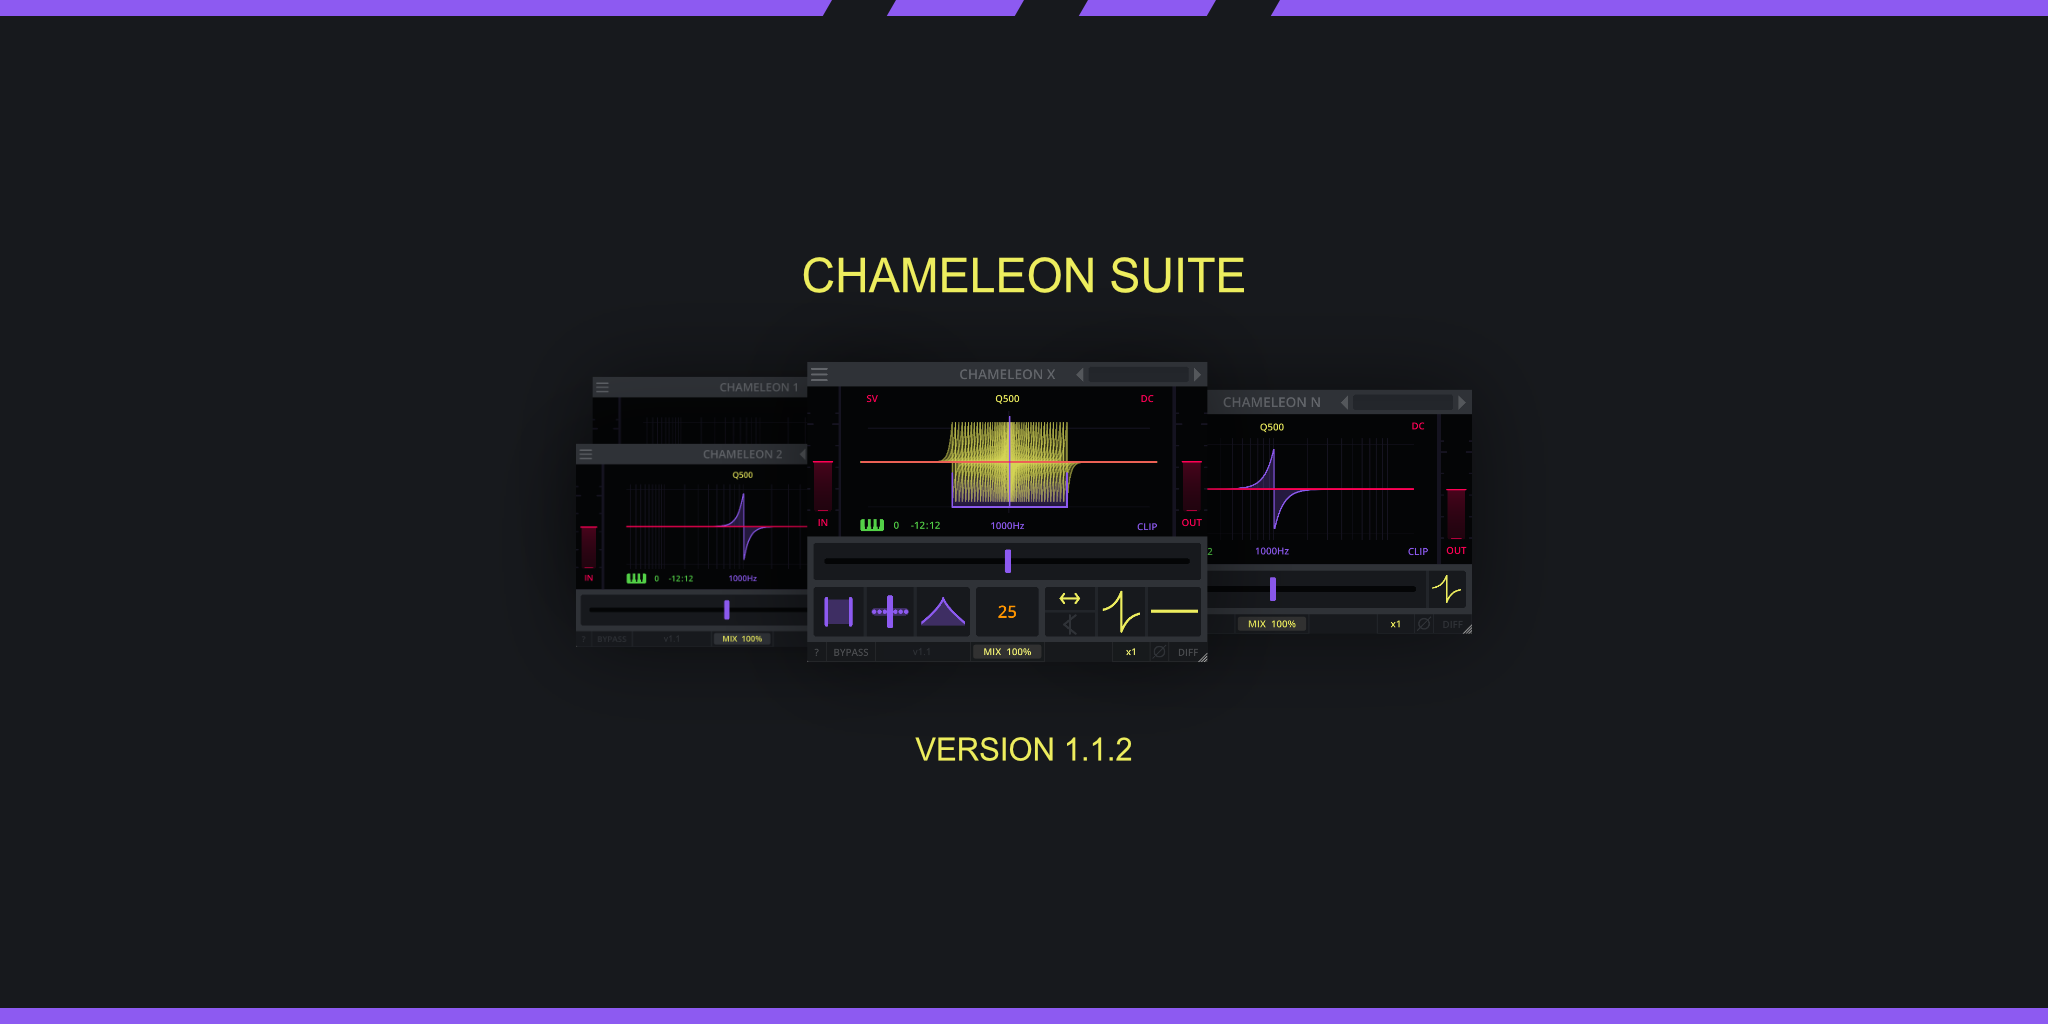 CHAMELEON SUITE
CHAMELEON 1
CHAMELEON 2
Q500
IN
0 -12:12 1000Hz
? BYPASS v1.1 MIX 100%
CHAMELEON X
SV Q500 DC
IN OUT
0 -12:12 1000Hz CLIP
25
? BYPASS v1.1 MIX 100% x1 DIFF
CHAMELEON N
Q500 DC
2 1000Hz CLIP OUT
MIX 100% x1 DIFF
VERSION 1.1.2